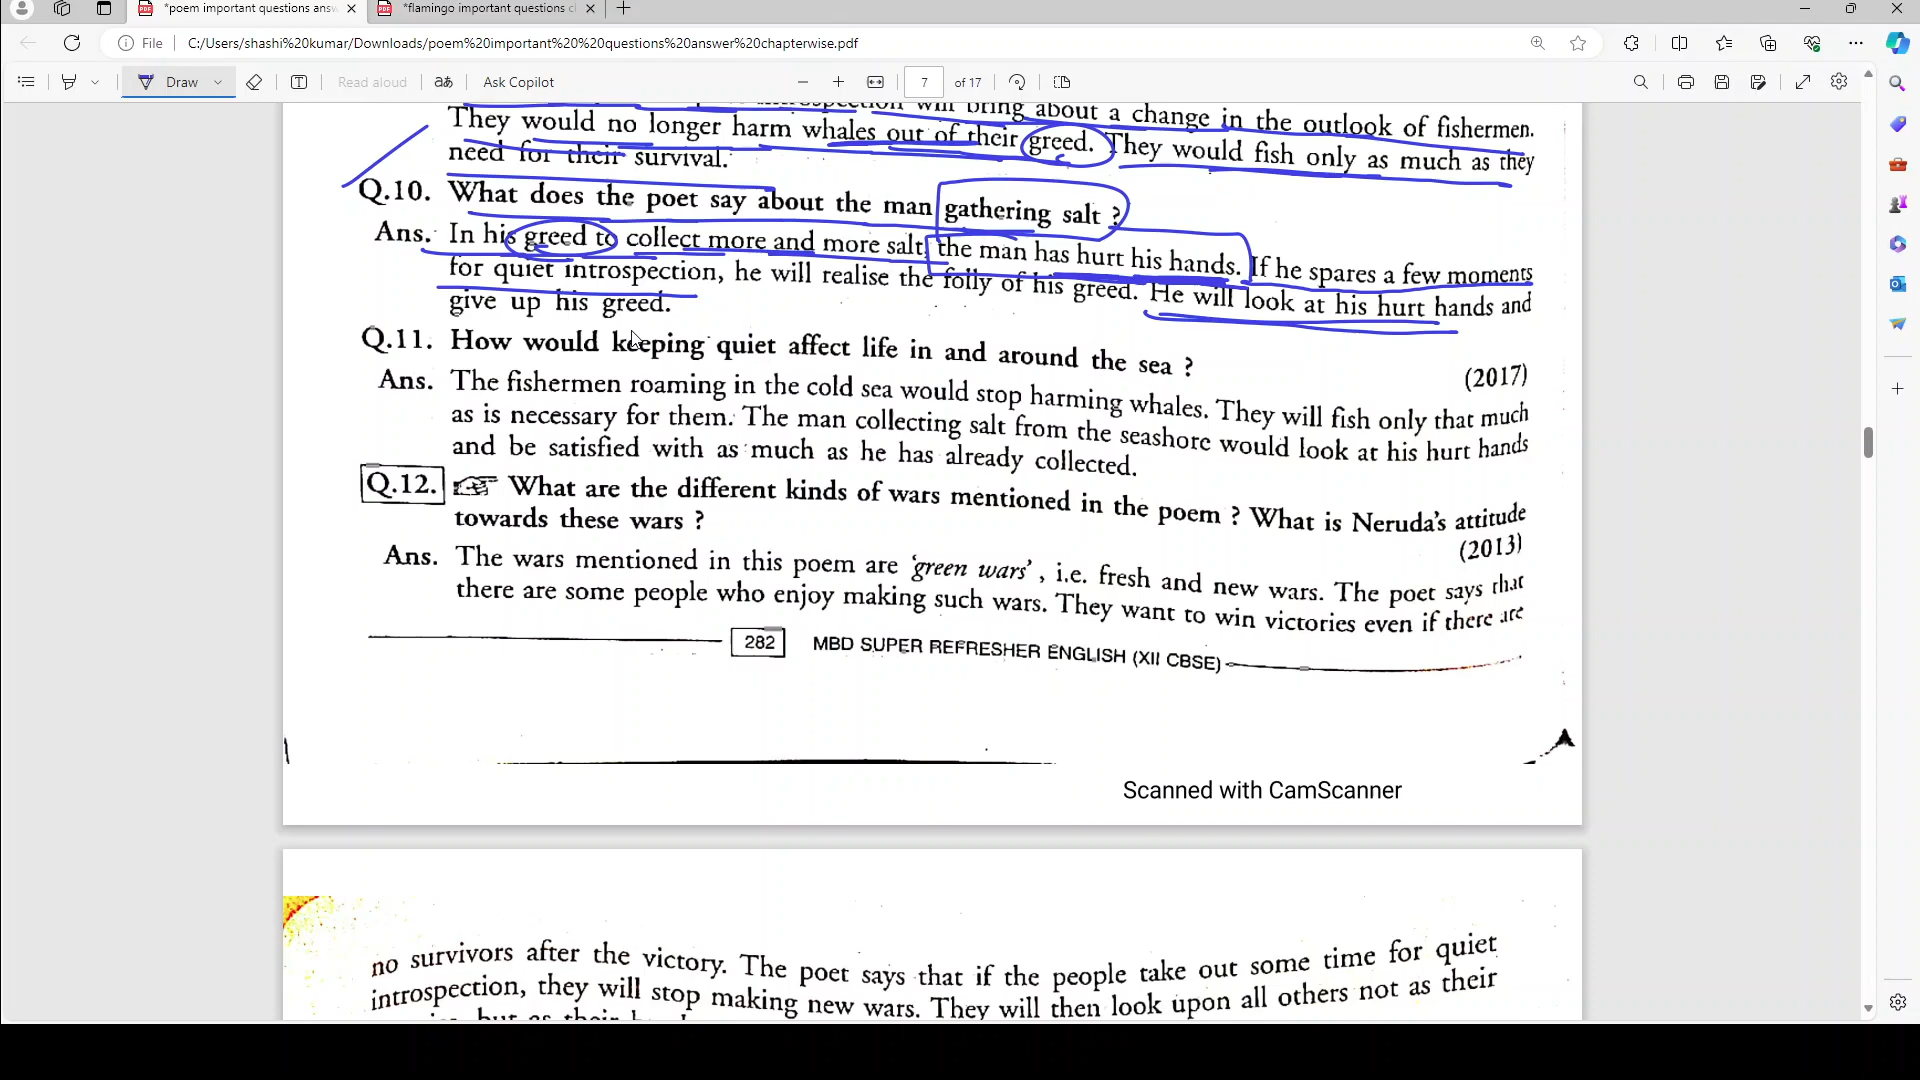 *poem important questions answ
*flamingo important questions c
File
C:/Users/shashi%20kumar/Downloads/poem%20important%20%20questions%20answer%20chapterwise.pdf
Draw
Read aloud
Ask Copilot
7
of 17
will bring about a change in the outlook of fishermen.
They would no longer harm whales out of their greed. They would fish only as much as they
need for their survival.
Q.10. What does the poet say about the man gathering salt ?
Ans. In his greed to collect more and more salt, the man has hurt his hands. If he spares a few moments
for quiet introspection, he will realise the folly of his greed. He will look at his hurt hands and
give up his greed.
Q.11. How would keeping quiet affect life in and around the sea ?
(2017)
Ans. The fishermen roaming in the cold sea would stop harming whales. They will fish only that much
as is necessary for them. The man collecting salt from the seashore would look at his hurt hands
and be satisfied with as much as he has already collected.
Q.12. What are the different kinds of wars mentioned in the poem ? What is Neruda's attitude
towards these wars ?
(2013)
Ans. The wars mentioned in this poem are 'green wars', i.e. fresh and new wars. The poet says that
there are some people who enjoy making such wars. They want to win victories even if there are
282 MBD SUPER REFRESHER ENGLISH (XII CBSE)
Scanned with CamScanner
no survivors after the victory. The poet says that if the people take out some time for quiet
introspection, they will stop making new wars. They will then look upon all others not as their
but as their